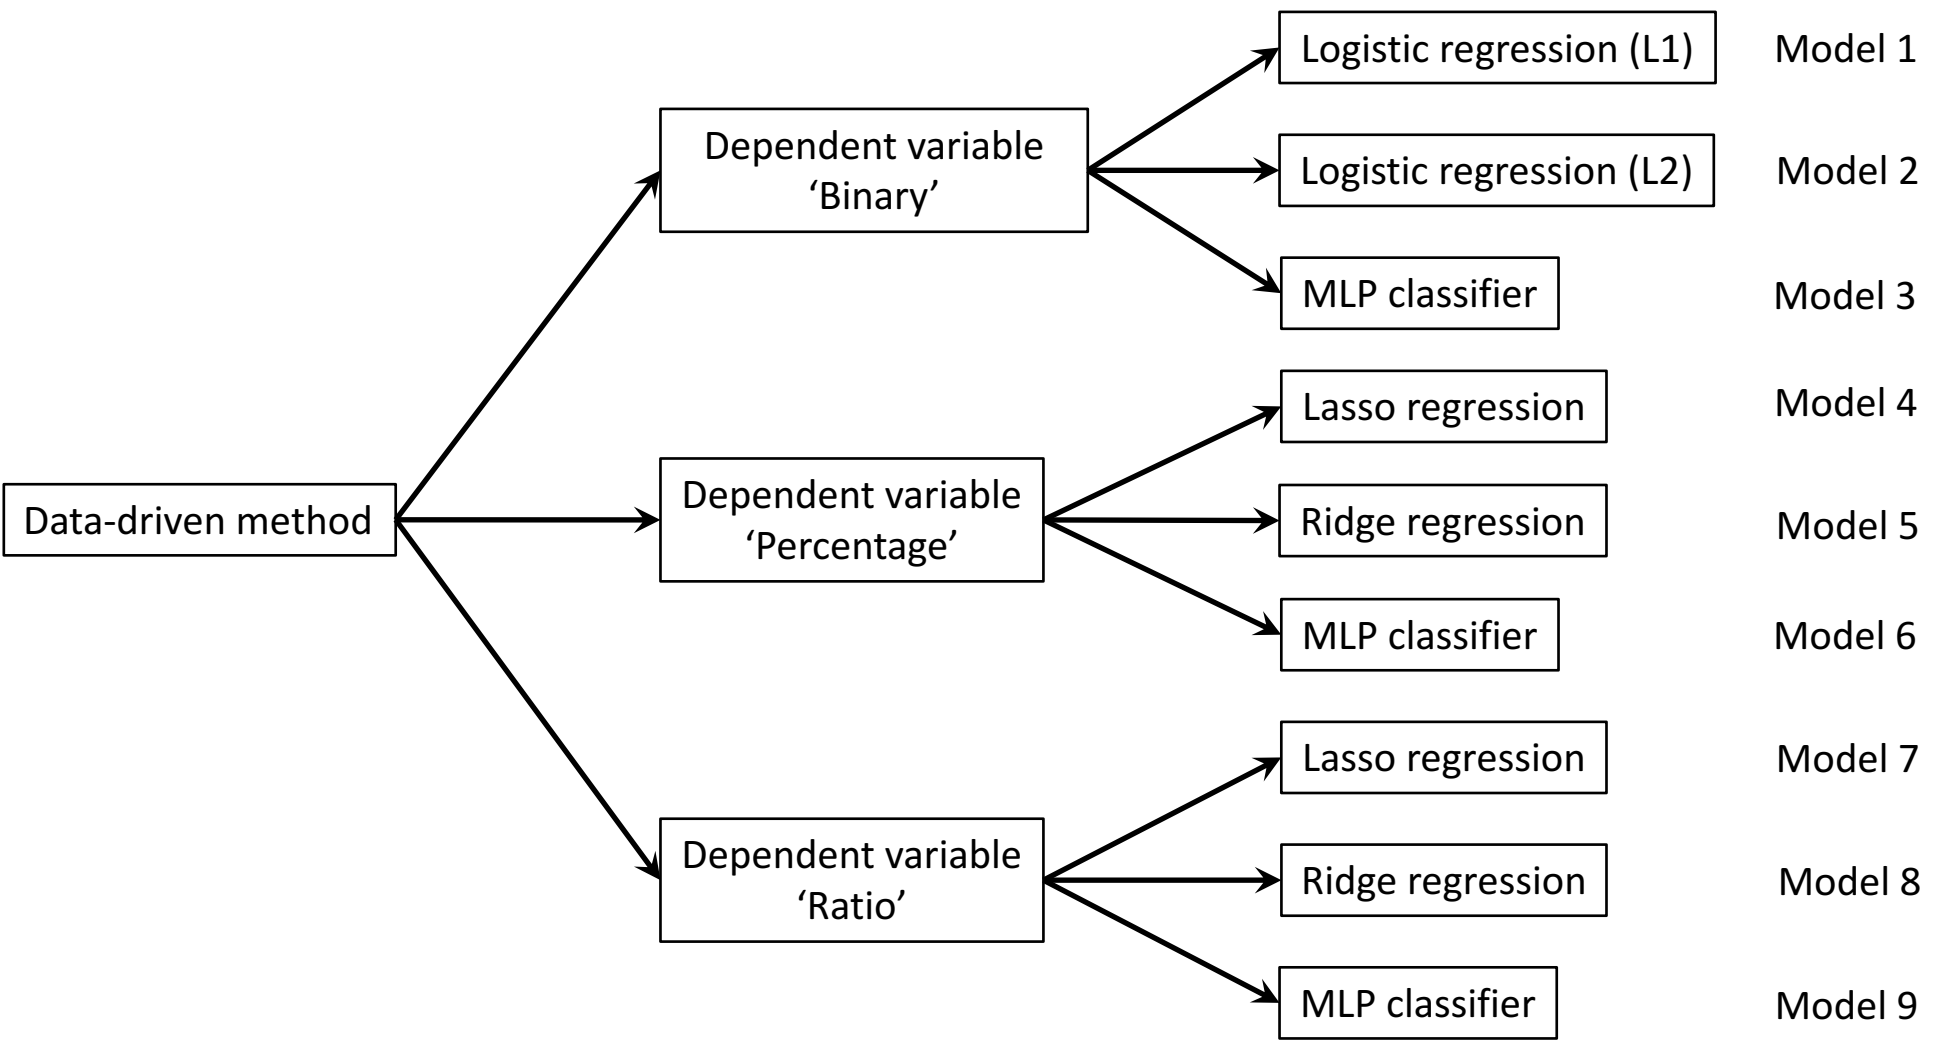 Logistic regression (L1)
Model 1
Dependent variable
‘Binary’
Logistic regression (L2)
Model 2
MLP classifier
Model 3
Lasso regression
Model 4
Data-driven method
Dependent variable
‘Percentage’
Ridge regression
Model 5
MLP classifier
Model 6
Lasso regression
Model 7
Dependent variable
‘Ratio’
Ridge regression
Model 8
MLP classifier
Model 9